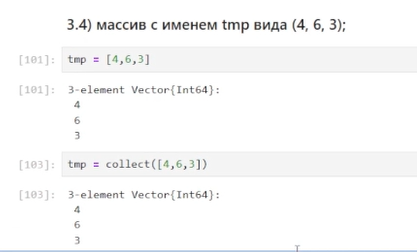 3.4) массив с именем tmp вида (4, 6, 3);
[101]: tmp = [4,6,3]
[101]: 3-element Vector{Int64}:
4
6
3
[103]: tmp = collect([4,6,3])
[103]: 3-element Vector{Int64}:
4
6
3